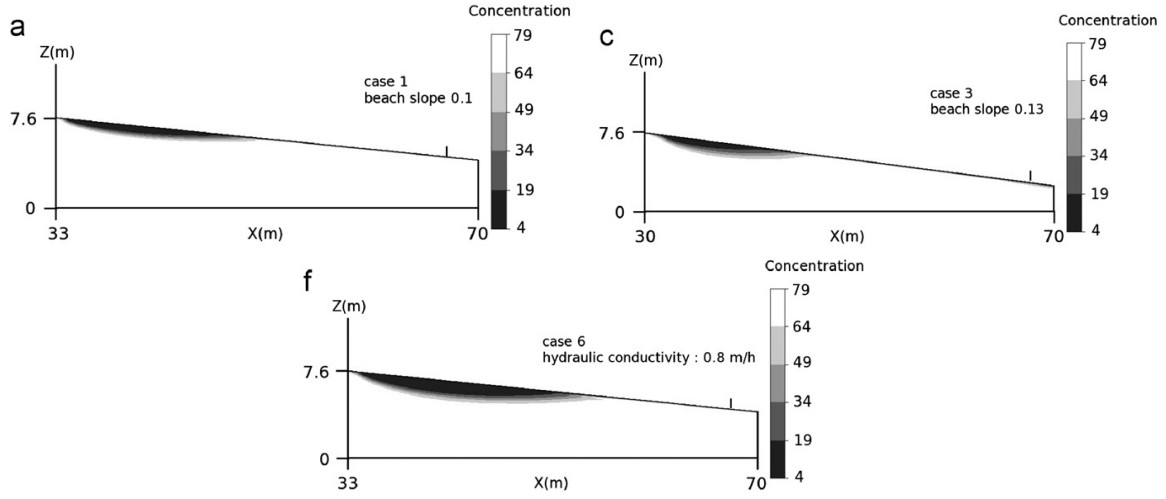 a
Concentration
79
64
49
34
19
4
Z(m)
7.6
0
33
X(m)
70
case 1
beach slope 0.1
c
Concentration
79
64
49
34
19
4
Z(m)
7.6
0
30
X(m)
70
case 3
beach slope 0.13
f
Concentration
79
64
49
34
19
4
Z(m)
7.6
0
33
X(m)
70
case 6
hydraulic conductivity : 0.8 m/h